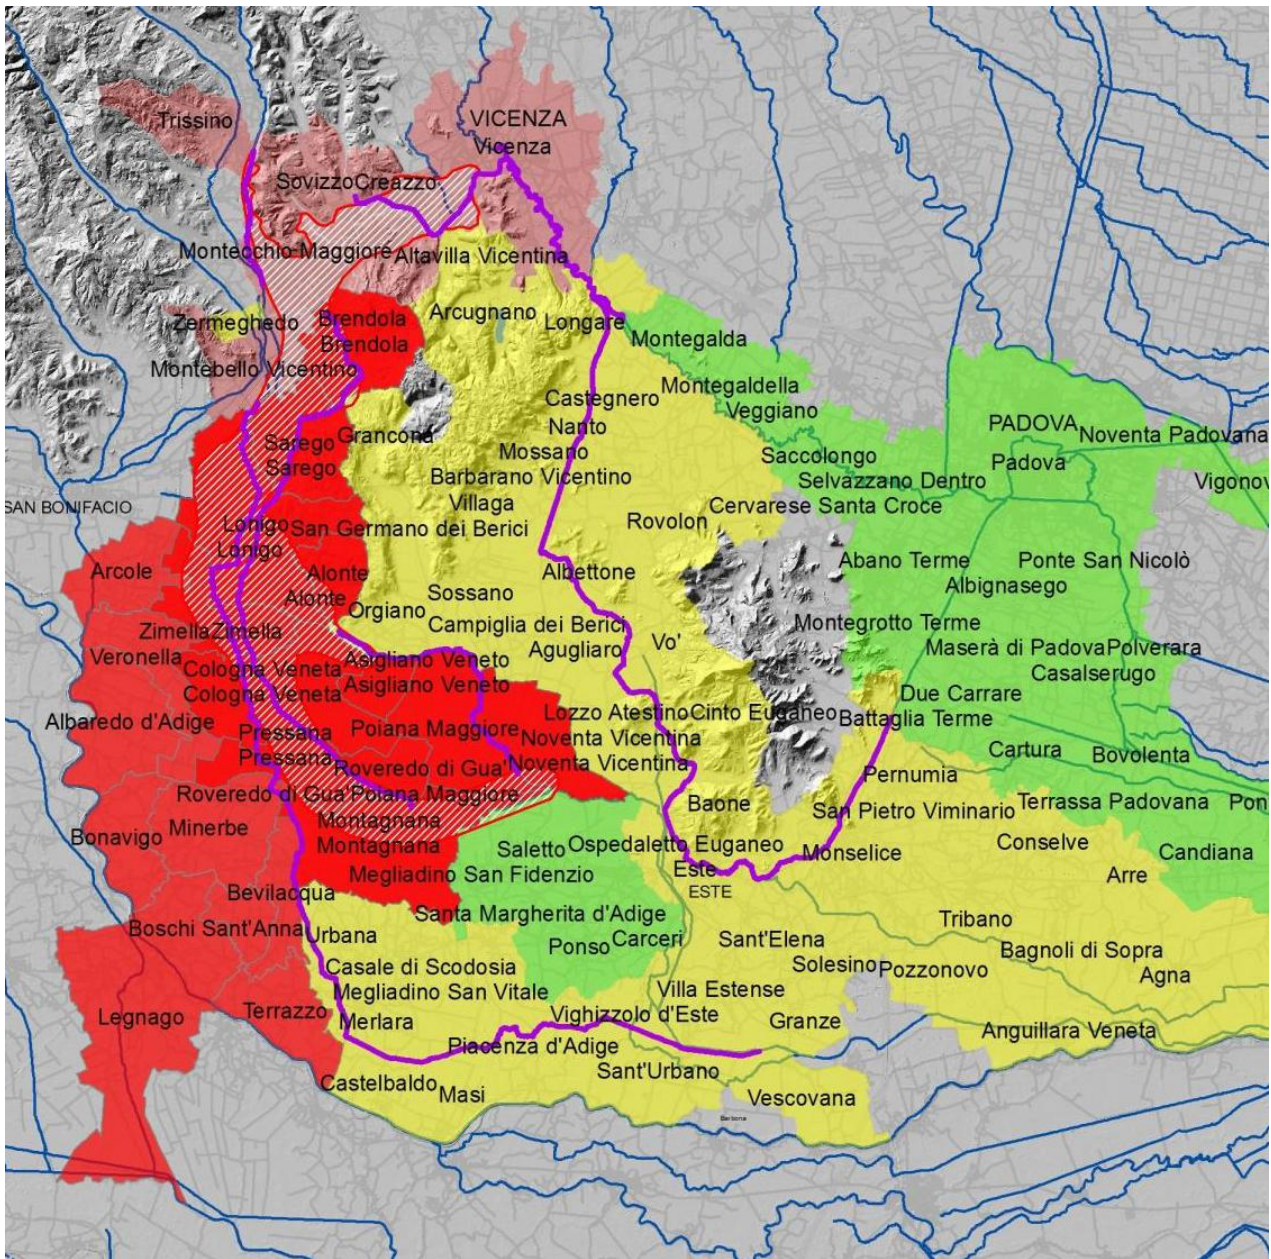 VICENZA
Trissino
Vicenza
SovizzoCreazzo
Montecchio Maggiore
Altavilla Vicentina
Zermeghedo
Brendola
Arcugnano
Longare
Brendola
Montegalda
Montebello Vicentino
Montegaldella
Castegnero
Veggiano
Nanto
PADOVA
Noventa Padovana
Sarego
Grancona
Mossano
Saccolongo
Padova
Sarego
Barbarano Vicentino
Selvazzano Dentro
Vigonov
SAN BONIFACIO
Villaga
Cervarese Santa Croce
Lonigo
San Germano dei Berici
Rovolon
Lonigo
Arcole
Alonte
Albettone
Abano Terme
Ponte San Nicolò
Albignasego
Alonte
Orgiano
Sossano
Campiglia dei Berici
Montegrotto Terme
ZimellaZimella
Veronella
Agugliaro
Vo'
Maserà di PadovaPolverara
Cologna Veneta
Asigliano Veneto
Casalserugo
Cologna Veneta
Asigliano Veneto
Due Carrare
Albaredo d'Adige
Lozzo AtestinoCinto Euganeo
Battaglia Terme
Pressana
Poiana Maggiore
Noventa Vicentina
Cartura
Bovolenta
Pressana
Roveredo di Gua'
Noventa Vicentina
Pernumia
Roveredo di Gua'Poiana Maggiore
Baone
San Pietro Viminario
Terrassa Padovana
Pon
Bonavigo
Minerbe
Montagnana
Montagnana
Saletto
Ospedaletto Euganeo
Monselice
Conselve
Candiana
Megliadino San Fidenzio
Este
ESTE
Arre
Bevilacqua
Santa Margherita d'Adige
Tribano
Boschi Sant'Anna
Urbana
Ponso
Carceri
Sant'Elena
Bagnoli di Sopra
Casale di Scodosia
Solesino
Pozzonovo
Agna
Megliadino San Vitale
Villa Estense
Legnago
Terrazzo
Merlara
Vighizzolo d'Este
Granze
Anguillara Veneta
Piacenza d'Adige
Castelbaldo
Masi
Sant'Urbano
Vescovana
Barbona